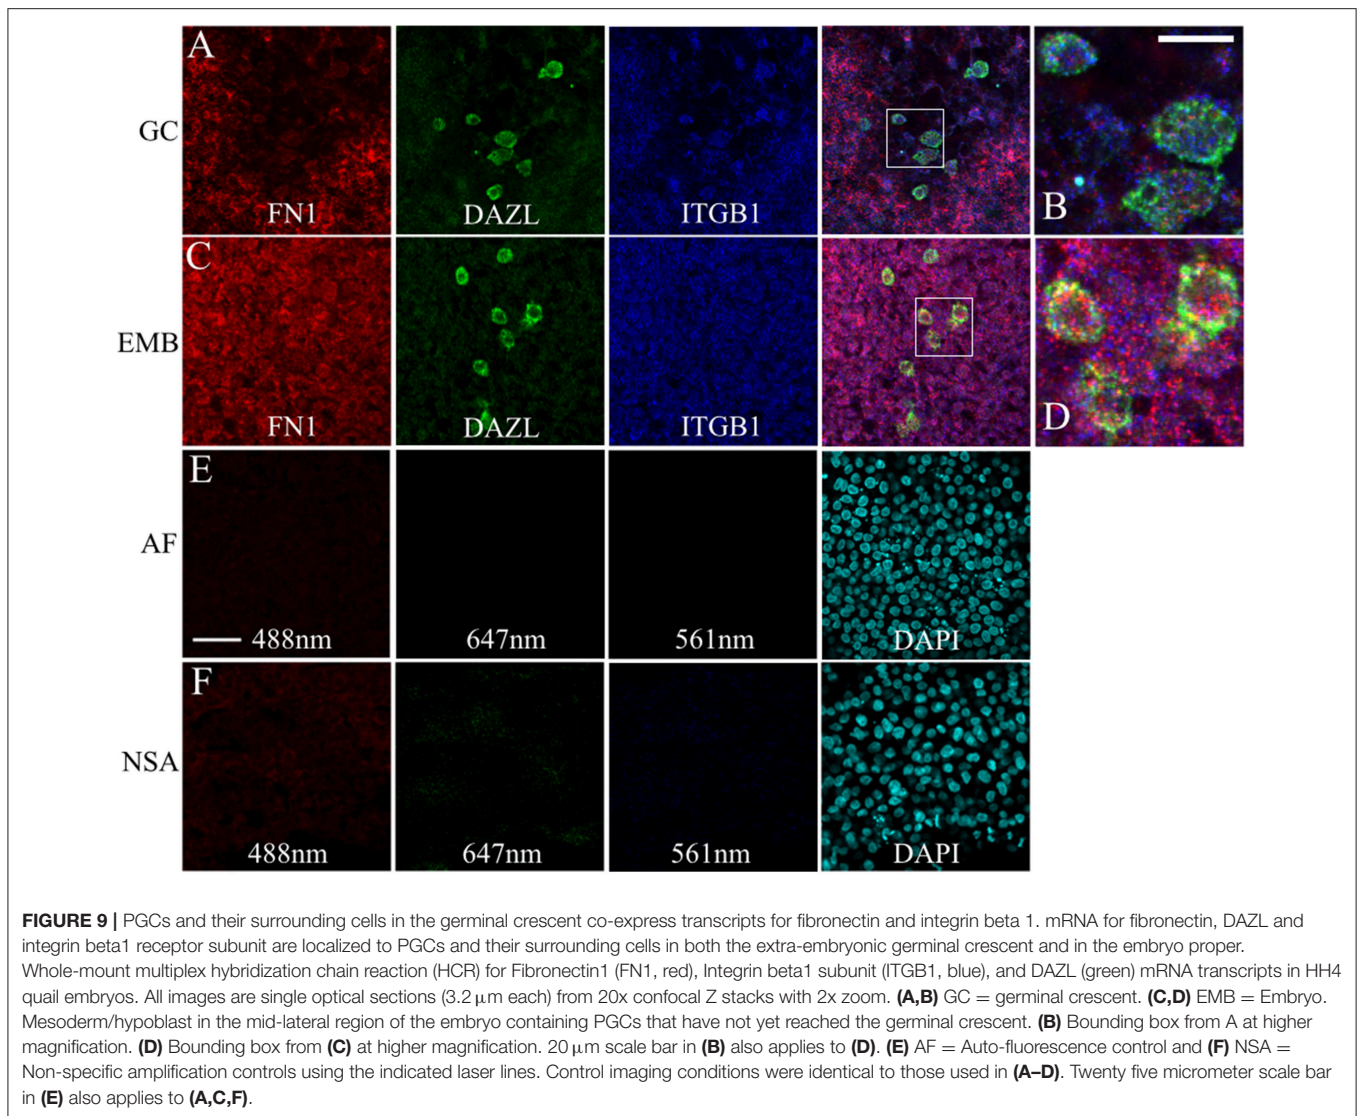 A
GC
FN1
DAZL
ITGB1
B
C
EMB
FN1
DAZL
ITGB1
D
E
AF
488nm
647nm
561nm
DAPI
F
NSA
488nm
647nm
561nm
DAPI
FIGURE 9 | PGCs and their surrounding cells in the germinal crescent co-express transcripts for fibronectin and integrin beta 1. mRNA for fibronectin, DAZL and
integrin beta1 receptor subunit are localized to PGCs and their surrounding cells in both the extra-embryonic germinal crescent and in the embryo proper.
Whole-mount multiplex hybridization chain reaction (HCR) for Fibronectin1 (FN1, red), Integrin beta1 subunit (ITGB1, blue), and DAZL (green) mRNA transcripts in HH4
quail embryos. All images are single optical sections (3.2 μm each) from 20x confocal Z stacks with 2x zoom. (A,B) GC = germinal crescent. (C,D) EMB = Embryo.
Mesoderm/hypoblast in the mid-lateral region of the embryo containing PGCs that have not yet reached the germinal crescent. (B) Bounding box from A at higher
magnification. (D) Bounding box from (C) at higher magnification. 20 μm scale bar in (B) also applies to (D). (E) AF = Auto-fluorescence control and (F) NSA =
Non-specific amplification controls using the indicated laser lines. Control imaging conditions were identical to those used in (A–D). Twenty five micrometer scale bar
in (E) also applies to (A,C,F).